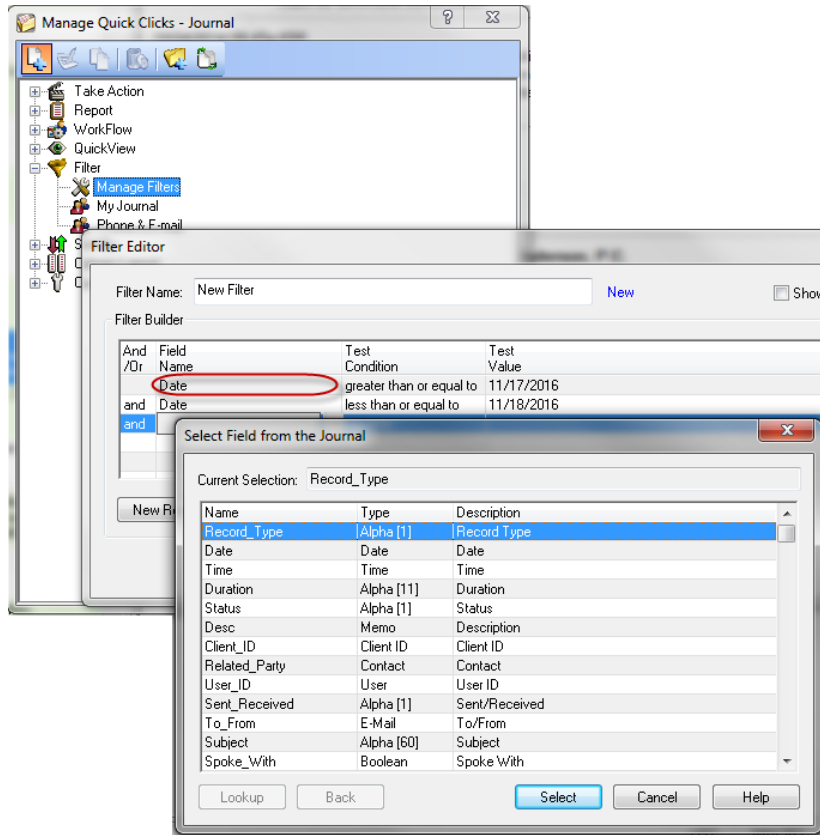 Manage Quick Clicks - Journal
Take Action
Report
WorkFlow
QuickView
Filter
Manage Filters
My Journal
Phone & E-mail
S
Filter Editor
Filter Name: New Filter New Show
Filter Builder
And /Or Field Name Test Condition Test Value
Date greater than or equal to 11/17/2016
and Date less than or equal to 11/18/2016
and
Select Field from the Journal
Current Selection: Record_Type
New Re
Name Type Description
Record_Type Alpha [1] Record Type
Date Date Date
Time Time Time
Duration Alpha [11] Duration
Status Alpha [1] Status
Desc Memo Description
Client_ID Client ID Client ID
Related_Party Contact Contact
User_ID User User ID
Sent_Received Alpha [1] Sent/Received
To_From E-Mail To/From
Subject Alpha [60] Subject
Spoke_With Boolean Spoke With
Lookup Back Select Cancel Help